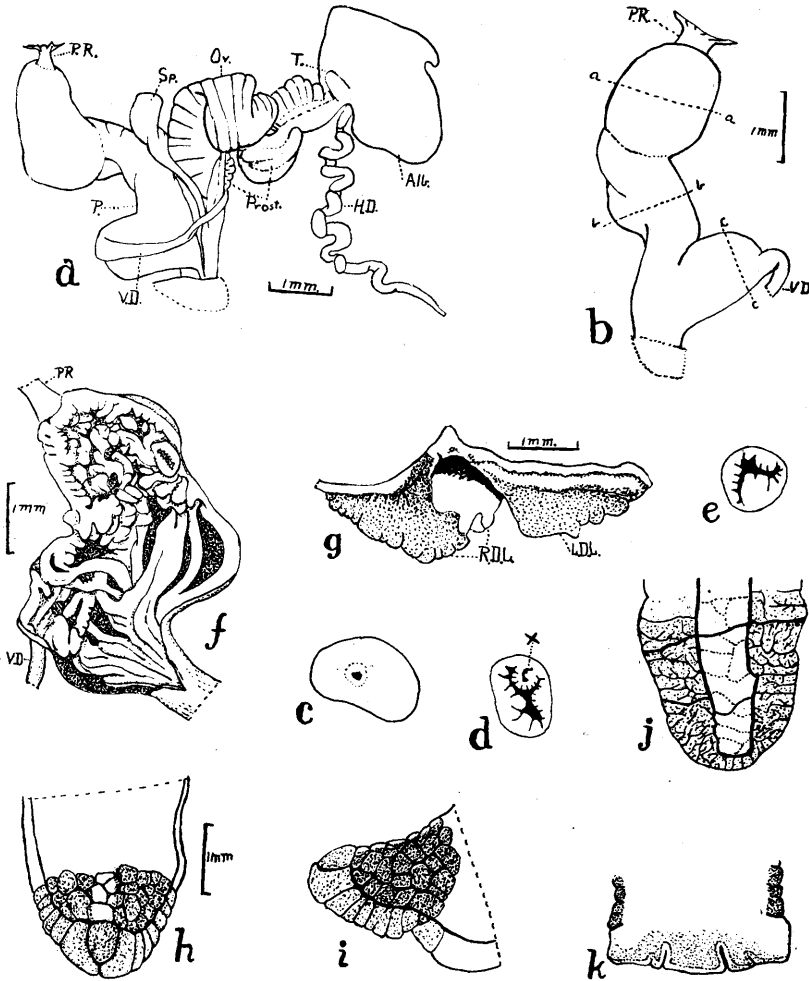 P.R.
Sp.
Ov.
T.
Alb.
P.
Prost.
H.D.
V.D.
a
1mm.
P.R.
a
a
1mm
b
b
c
c
V.D
b
PR
1mm
V.D.
f
1mm.
g
R.D.L.
L.D.L.
e
c
x
d
j
1mm
h
i
k